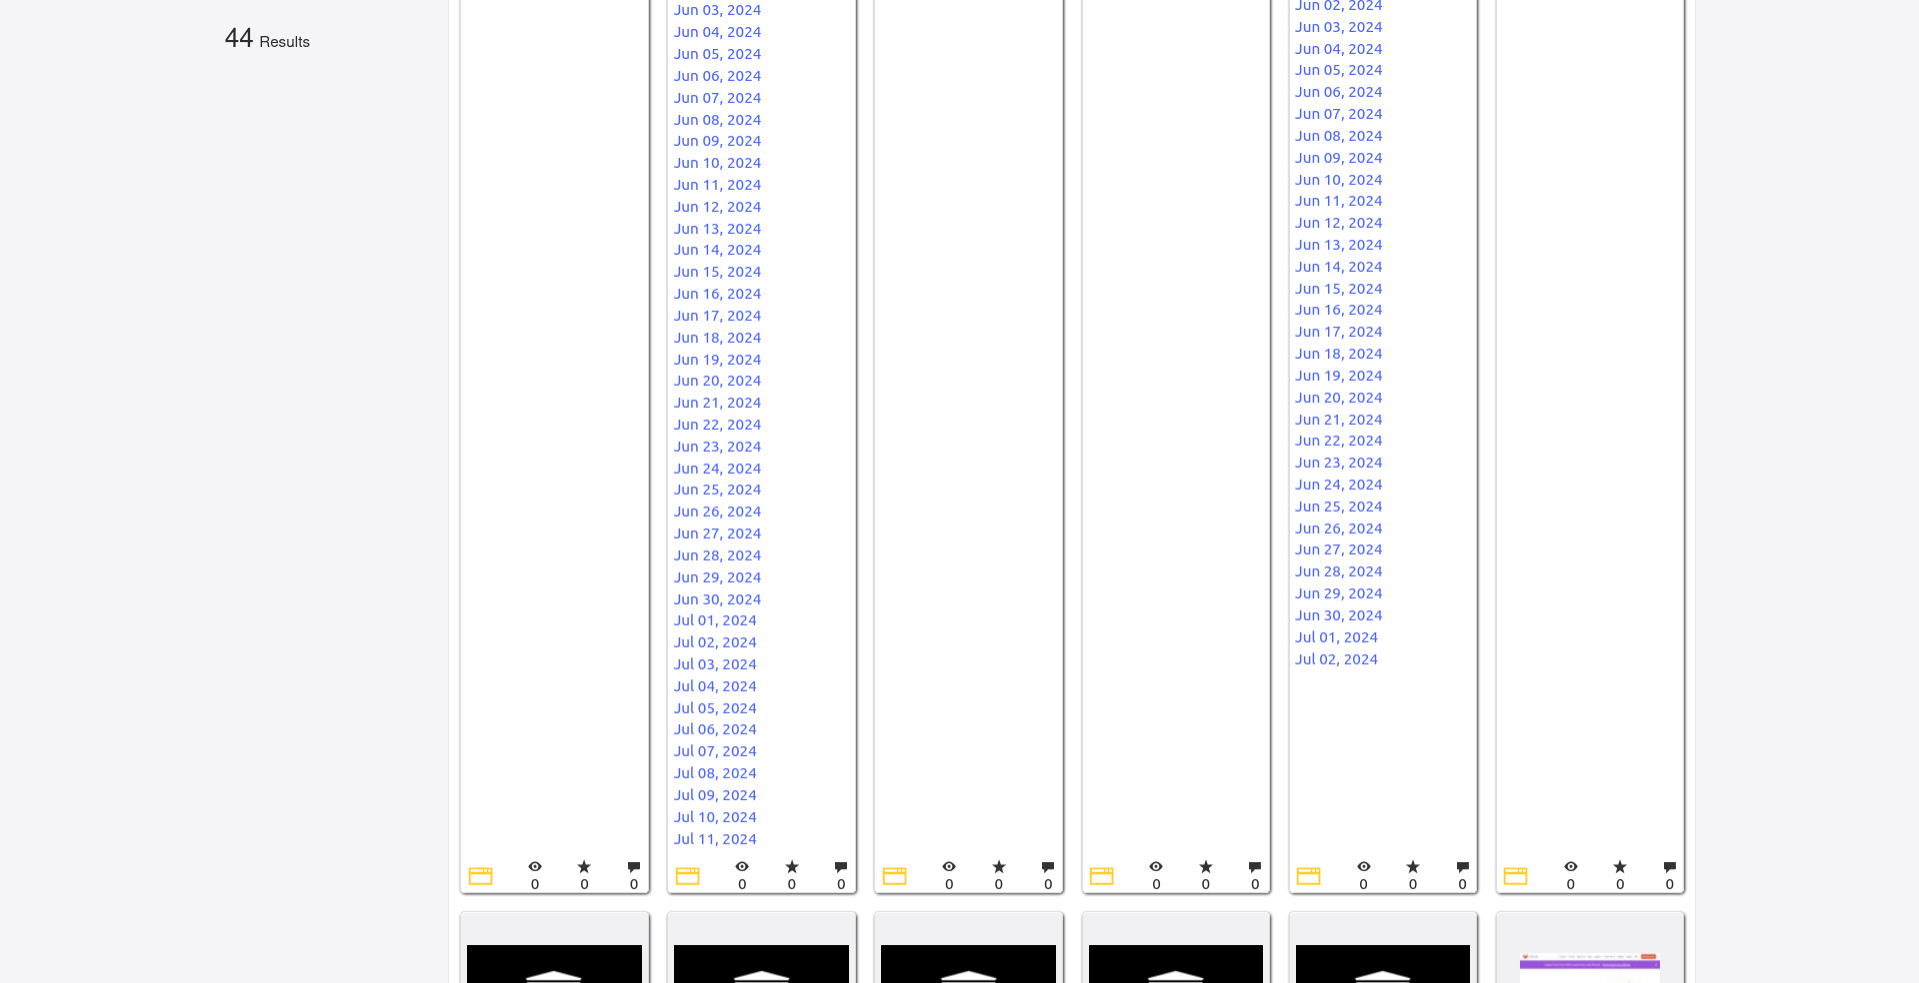 44 Results
Jun 03, 2024
Jun 04, 2024
Jun 05, 2024
Jun 06, 2024
Jun 07, 2024
Jun 08, 2024
Jun 09, 2024
Jun 10, 2024
Jun 11, 2024
Jun 12, 2024
Jun 13, 2024
Jun 14, 2024
Jun 15, 2024
Jun 16, 2024
Jun 17, 2024
Jun 18, 2024
Jun 19, 2024
Jun 20, 2024
Jun 21, 2024
Jun 22, 2024
Jun 23, 2024
Jun 24, 2024
Jun 25, 2024
Jun 26, 2024
Jun 27, 2024
Jun 28, 2024
Jun 29, 2024
Jun 30, 2024
Jul 01, 2024
Jul 02, 2024
Jul 03, 2024
Jul 04, 2024
Jul 05, 2024
Jul 06, 2024
Jul 07, 2024
Jul 08, 2024
Jul 09, 2024
Jul 10, 2024
Jul 11, 2024
Jun 02, 2024
Jun 03, 2024
Jun 04, 2024
Jun 05, 2024
Jun 06, 2024
Jun 07, 2024
Jun 08, 2024
Jun 09, 2024
Jun 10, 2024
Jun 11, 2024
Jun 12, 2024
Jun 13, 2024
Jun 14, 2024
Jun 15, 2024
Jun 16, 2024
Jun 17, 2024
Jun 18, 2024
Jun 19, 2024
Jun 20, 2024
Jun 21, 2024
Jun 22, 2024
Jun 23, 2024
Jun 24, 2024
Jun 25, 2024
Jun 26, 2024
Jun 27, 2024
Jun 28, 2024
Jun 29, 2024
Jun 30, 2024
Jul 01, 2024
Jul 02, 2024
0 0 0
0 0 0
0 0 0
0 0 0
0 0 0
0 0 0